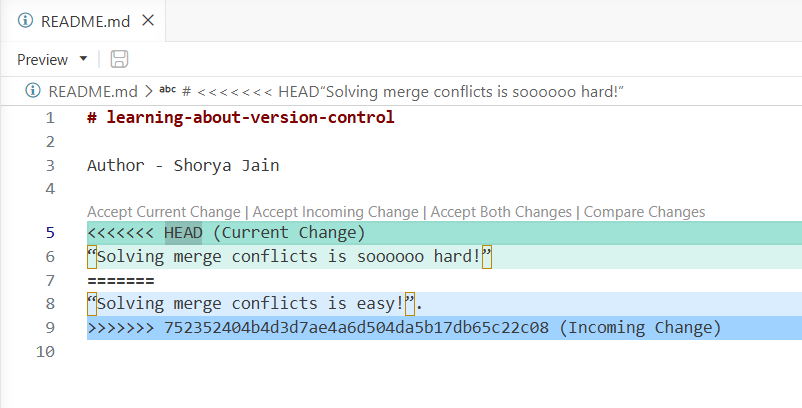 README.md
Preview
README.md > abc # <<<<<<< HEAD“Solving merge conflicts is soooooo hard!”
1 # learning-about-version-control
2
3 Author - Shorya Jain
4
Accept Current Change | Accept Incoming Change | Accept Both Changes | Compare Changes
5 <<<<<<< HEAD (Current Change)
6 “Solving merge conflicts is soooooo hard!”
7 =======
8 “Solving merge conflicts is easy!”.
9 >>>>>>> 752352404b4d3d7ae4a6d504da5b17db65c22c08 (Incoming Change)
10